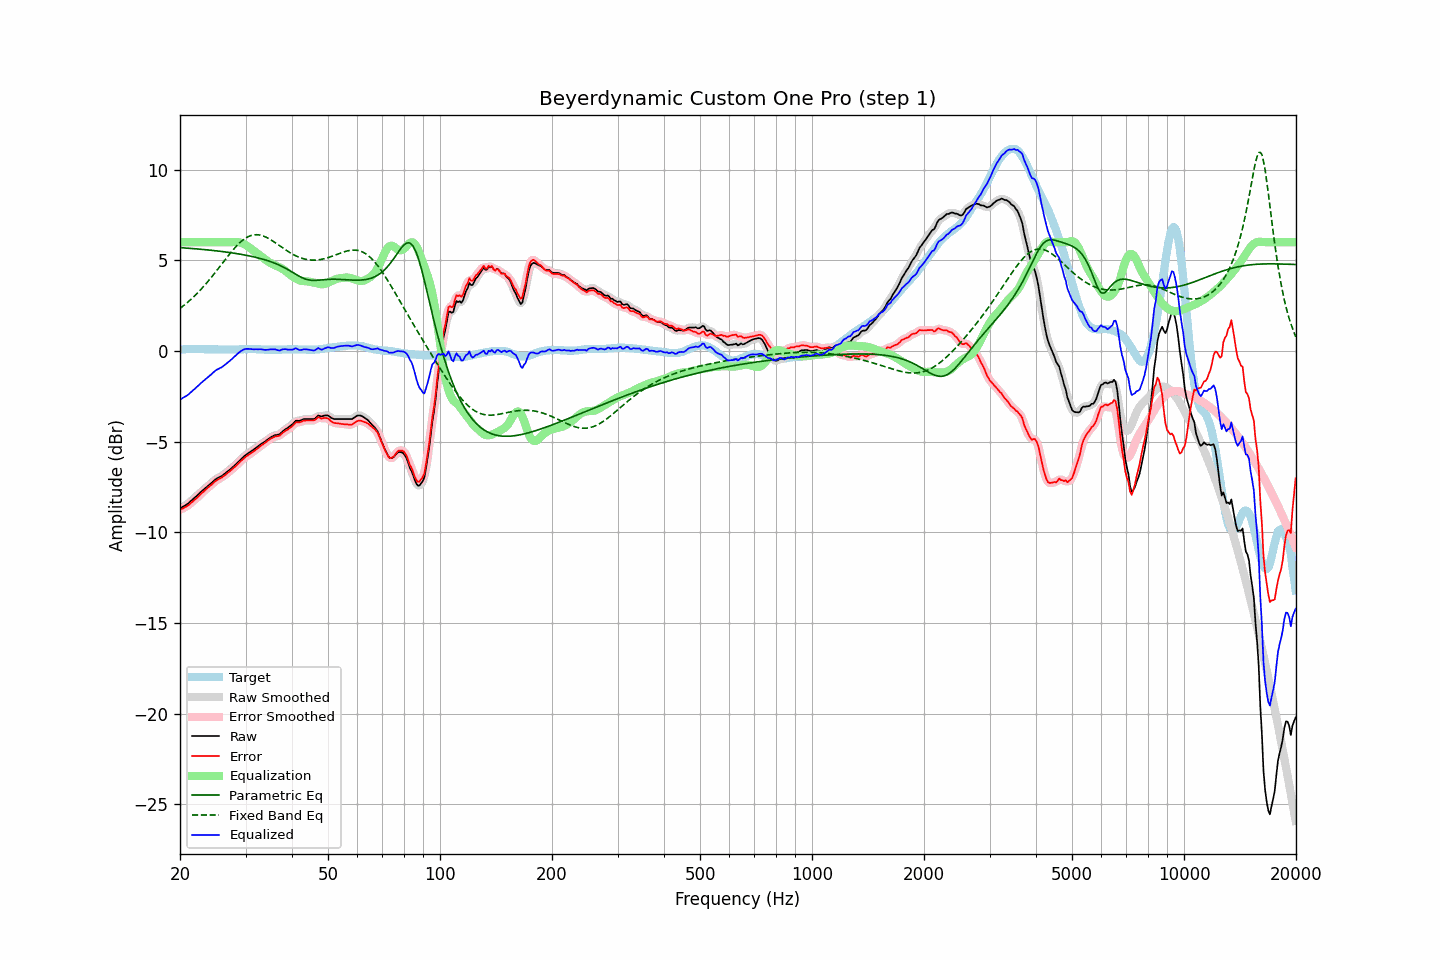 Beyerdynamic Custom One Pro (step 1)
10
5
0
−5
−10
−15
−20
−25
Amplitude (dBr)
Target
Raw Smoothed
Error Smoothed
Raw
Error
Equalization
Parametric Eq
Fixed Band Eq
Equalized
20 50 100 200 500 1000 2000 5000 10000 20000
Frequency (Hz)